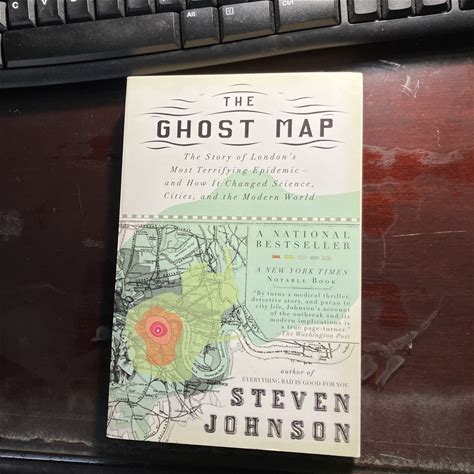 THE
GHOST MAP
The Story of London's
Most Terrifying Epidemic—
and How It Changed Science,
Cities, and the Modern World
A NATIONAL
BESTSELLER
A NEW YORK TIMES
NOTABLE BOOK
"By turns a medical thriller,
detective story, and paean to
city life, Johnson's account
of the outbreak and its
modern implications is
a true page-turner."
The Washington Post
author of
EVERYTHING BAD IS GOOD FOR YOU
STEVEN
JOHNSON